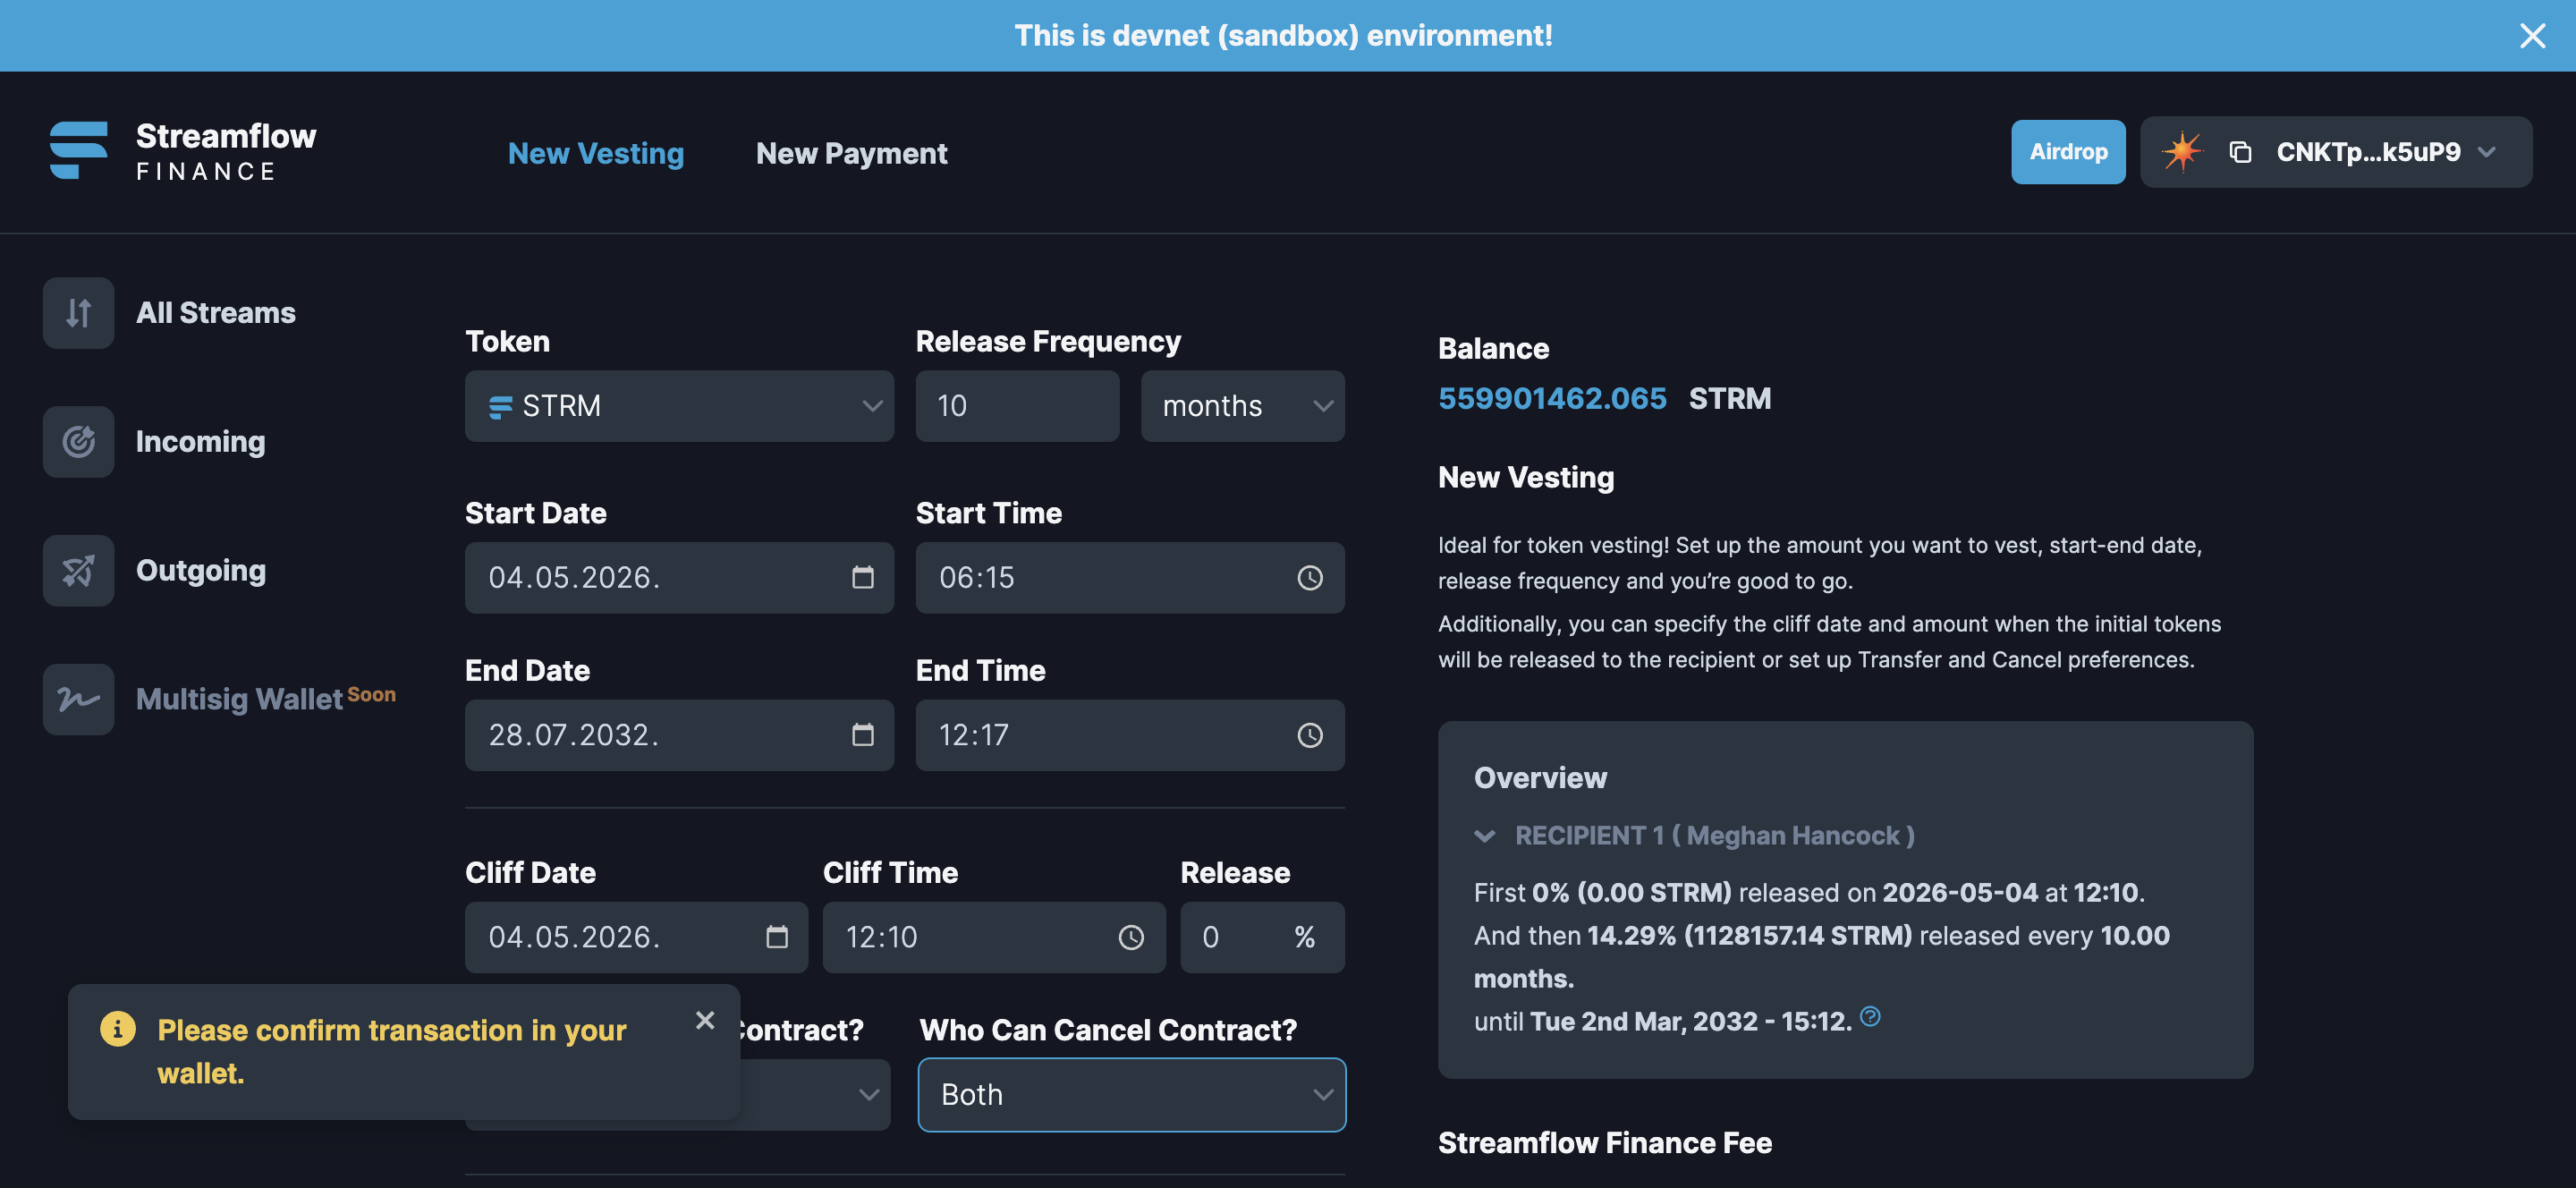 This is devnet (sandbox) environment!
Streamflow
FINANCE
New Vesting
New Payment
Airdrop
CNKTp...k5uP9
All Streams
Incoming
Outgoing
Multisig Wallet Soon
Token
Release Frequency
STRM
10
months
Start Date
Start Time
04.05.2026.
06:15
End Date
End Time
28.07.2032.
12:17
Cliff Date
Cliff Time
Release
04.05.2026.
12:10
0 %
Contract?
Who Can Cancel Contract?
Both
Please confirm transaction in your
wallet.
Balance
559901462.065 STRM
New Vesting
Ideal for token vesting! Set up the amount you want to vest, start-end date,
release frequency and you’re good to go.
Additionally, you can specify the cliff date and amount when the initial tokens
will be released to the recipient or set up Transfer and Cancel preferences.
Overview
RECIPIENT 1 ( Meghan Hancock )
First 0% (0.00 STRM) released on 2026-05-04 at 12:10.
And then 14.29% (1128157.14 STRM) released every 10.00
months.
until Tue 2nd Mar, 2032 - 15:12.
Streamflow Finance Fee